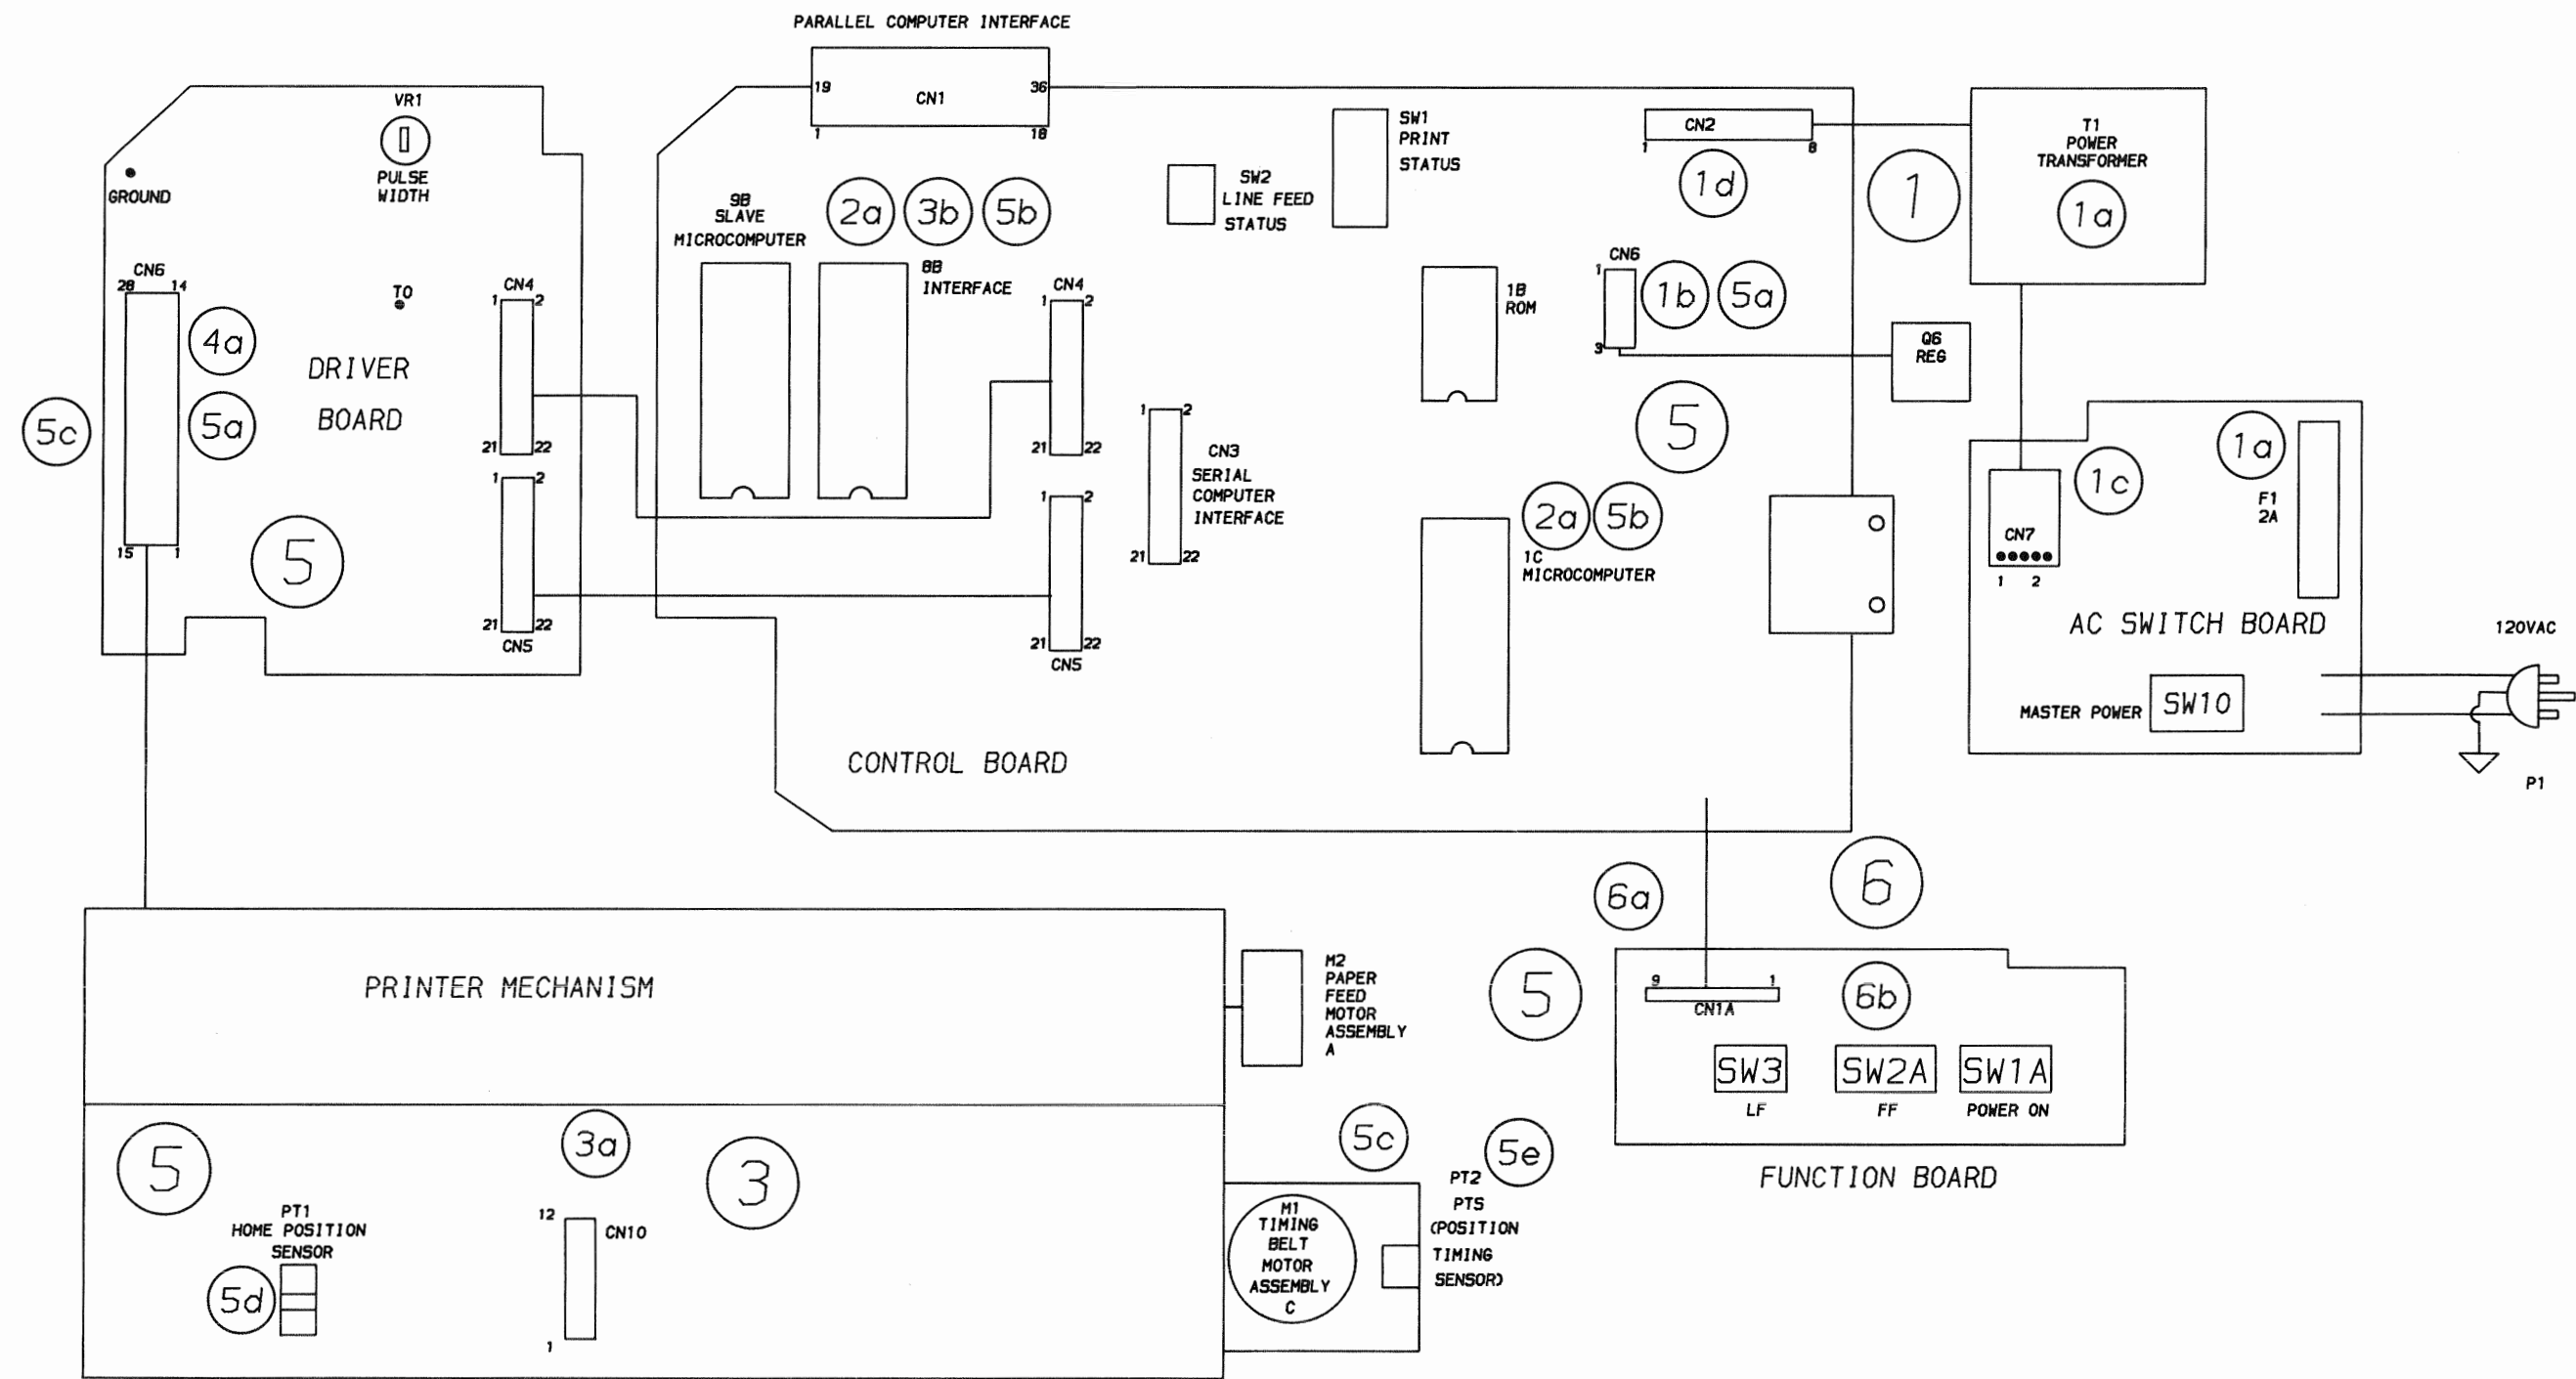 PARALLEL COMPUTER INTERFACE
19 CN1 36
1 18
VR1
PULSE
WIDTH
GROUND
CN6
28 14
T0
4a
DRIVER
BOARD
5c
5a
15 1
5
CN4
1 2
21 22
1 2
21 22
CN5
9B
SLAVE
MICROCOMPUTER
2a 3b 5b
8B
INTERFACE
CN4
1 2
21 22
1 2
21 22
CN5
SW2
LINE FEED
STATUS
SW1
PRINT
STATUS
1 2
CN3
SERIAL
COMPUTER
INTERFACE
21 22
1B
ROM
CN2
1 8
1d
1
CN6
1
3
1b 5a
5
2a 5b
1C
MICROCOMPUTER
CONTROL BOARD
T1
POWER
TRANSFORMER
1a
Q6
REG
1c
1a
F1
2A
CN7
1 2
AC SWITCH BOARD
MASTER POWER SW10
120VAC
P1
PRINTER MECHANISM
M2
PAPER
FEED
MOTOR
ASSEMBLY
A
5
6a
6
9 1
CN1A
6b
SW3 SW2A SW1A
LF FF POWER ON
FUNCTION BOARD
5
3a
3
PT1
HOME POSITION
SENSOR
5d
12
CN10
1
5c
5e
M1
TIMING
BELT
MOTOR
ASSEMBLY
C
PT2
PTS
(POSITION
TIMING
SENSOR)